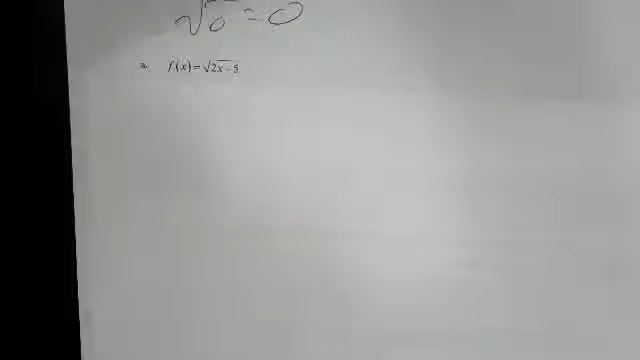 √0 = 0
a. f(x) = √2x - 5